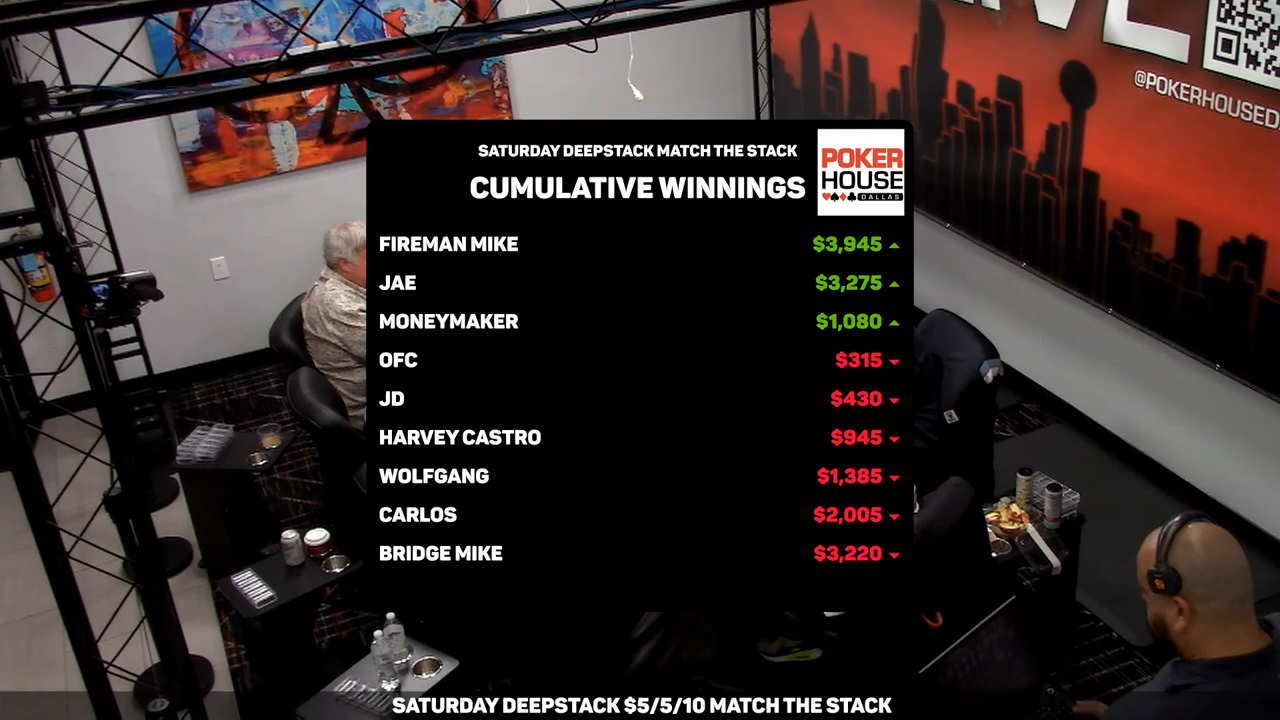 LIVE
@POKERHOUSED
SATURDAY DEEPSTACK MATCH THE STACK
CUMULATIVE WINNINGS
POKER
HOUSE
DALLAS
FIREMAN MIKE $3,945
JAE $3,275
MONEYMAKER $1,080
OFC $315
JD $430
HARVEY CASTRO $945
WOLFGANG $1,385
CARLOS $2,005
BRIDGE MIKE $3,220
SATURDAY DEEPSTACK $5/5/10 MATCH THE STACK